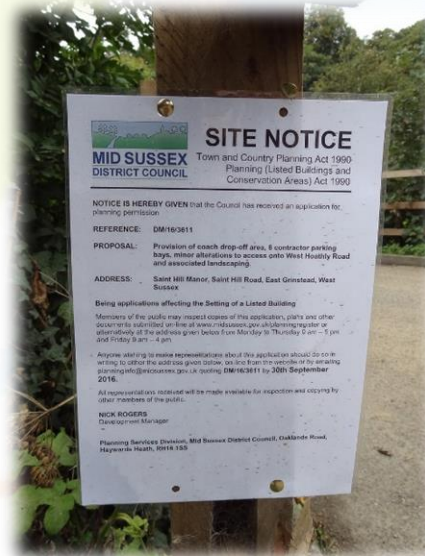 MID SUSSEX
DISTRICT COUNCIL
SITE NOTICE
Town and Country Planning Act 1990
Planning (Listed Buildings and
Conservation Areas) Act 1990
NOTICE IS HEREBY GIVEN that the Council has received an application for
planning permission
REFERENCE: DM/16/3611
PROPOSAL: Provision of coach drop-off area, 6 contractor parking
bays, minor alterations to access onto West Hoathly Road
and associated landscaping.
ADDRESS: Saint Hill Manor, Saint Hill Road, East Grinstead, West
Sussex
Being applications affecting the Setting of a Listed Building
Members of the public may inspect copies of this application, plans and other
documents submitted on line at www.midsussex.gov.uk/planningregister or
alternatively at the address given below from Monday to Thursday 9 am – 5 pm
and Friday 9 am – 4 pm
Anyone wishing to make representations about this application should do so in
writing to either the address given below, on-line from the website or by emailing
planninginfo@midsussex.gov.uk quoting DM/16/3611 by 30th September
2016.
All representations received will be made available for inspection and copying by
other members of the public.
NICK ROGERS
Development Manager
Planning Services Division, Mid Sussex District Council, Oaklands Road,
Haywards Heath, RH16 1SS